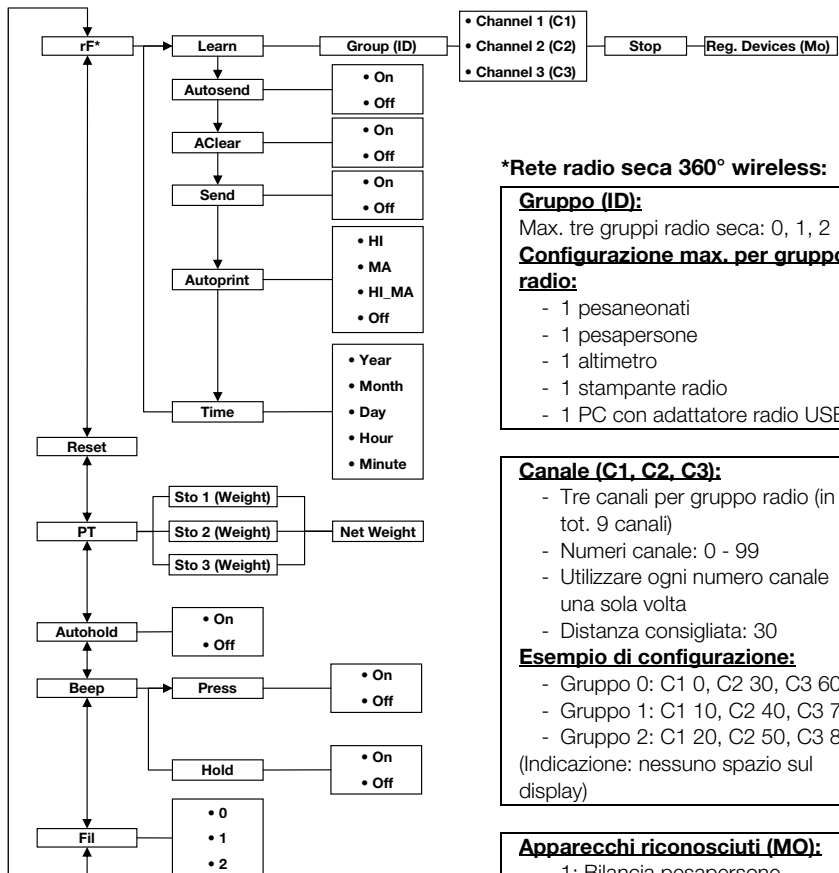 rF*
Learn
Group (ID)
• Channel 1 (C1)
• Channel 2 (C2)
• Channel 3 (C3)
Stop
Reg. Devices (Mo)
Autosend
• On
• Off
AClear
• On
• Off
Send
• On
• Off
Autoprint
• HI
• MA
• HI_MA
• Off
Time
• Year
• Month
• Day
• Hour
• Minute
Reset
PT
Sto 1 (Weight)
Sto 2 (Weight)
Sto 3 (Weight)
Net Weight
Autohold
• On
• Off
Beep
Press
• On
• Off
Hold
• On
• Off
Fil
• 0
• 1
• 2
*Rete radio seca 360° wireless:
Gruppo (ID):
Max. tre gruppi radio seca: 0, 1, 2
Configurazione max. per gruppo
radio:
- 1 pesaneonati
- 1 pesapersone
- 1 altimetro
- 1 stampante radio
- 1 PC con adattatore radio
Canale (C1, C2, C3):
- Tre canali per gruppo radio (in
tot. 9 canali)
- Numeri canale: 0 - 99
- Utilizzare ogni numero canale
una sola volta
- Distanza consigliata: 30
Esempio di configurazione:
- Gruppo 0: C1 0, C2 30, C3 60
- Gruppo 1: C1 10, C2 40, C3 7
- Gruppo 2: C1 20, C2 50, C3 8
(Indicazione: nessuno spazio sul
display)
Apparecchi riconosciuti (MO):
1: Bilancia pesapersone